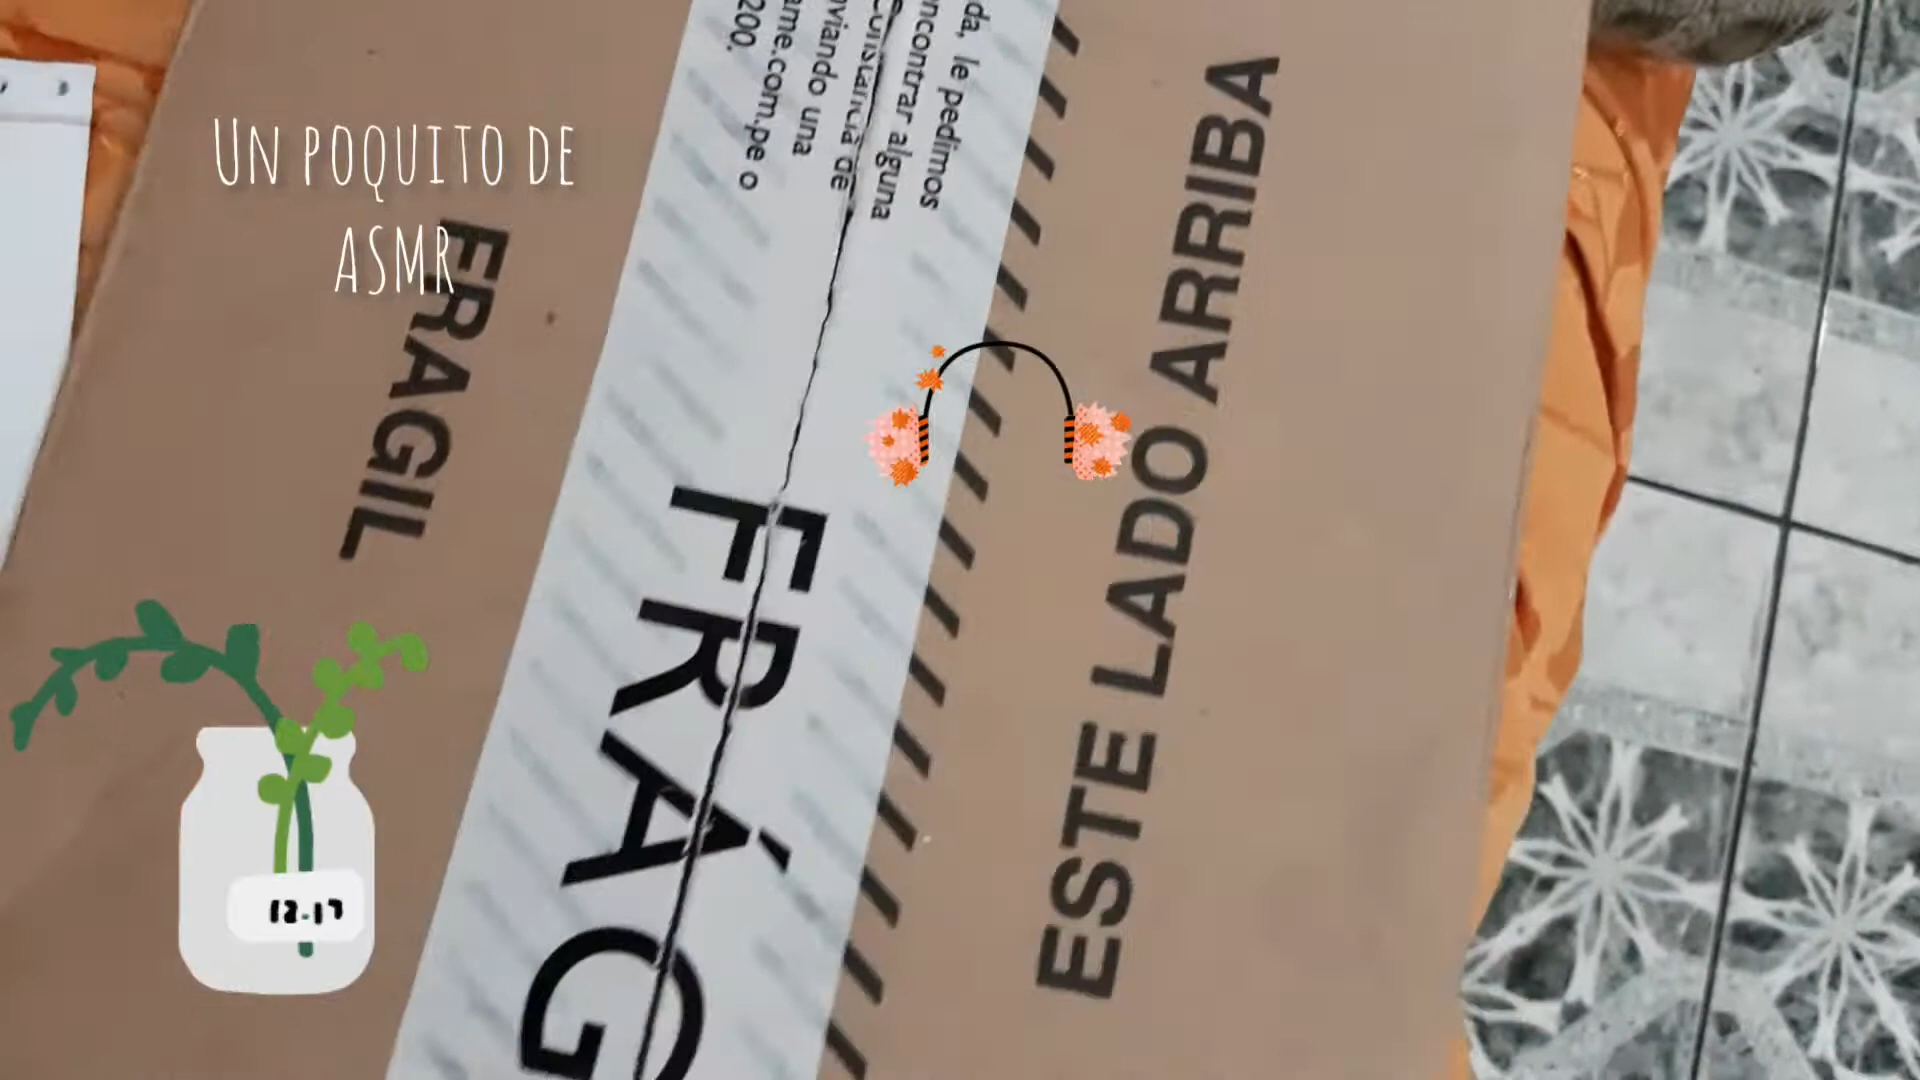 Un poquito de
ASMR
FRAGIL
da, le pedimos
ncontrar alguna
constancia de
viando una
ame.com.pe o
200.
FRÁG
ESTE LADO ARRIBA
12-17